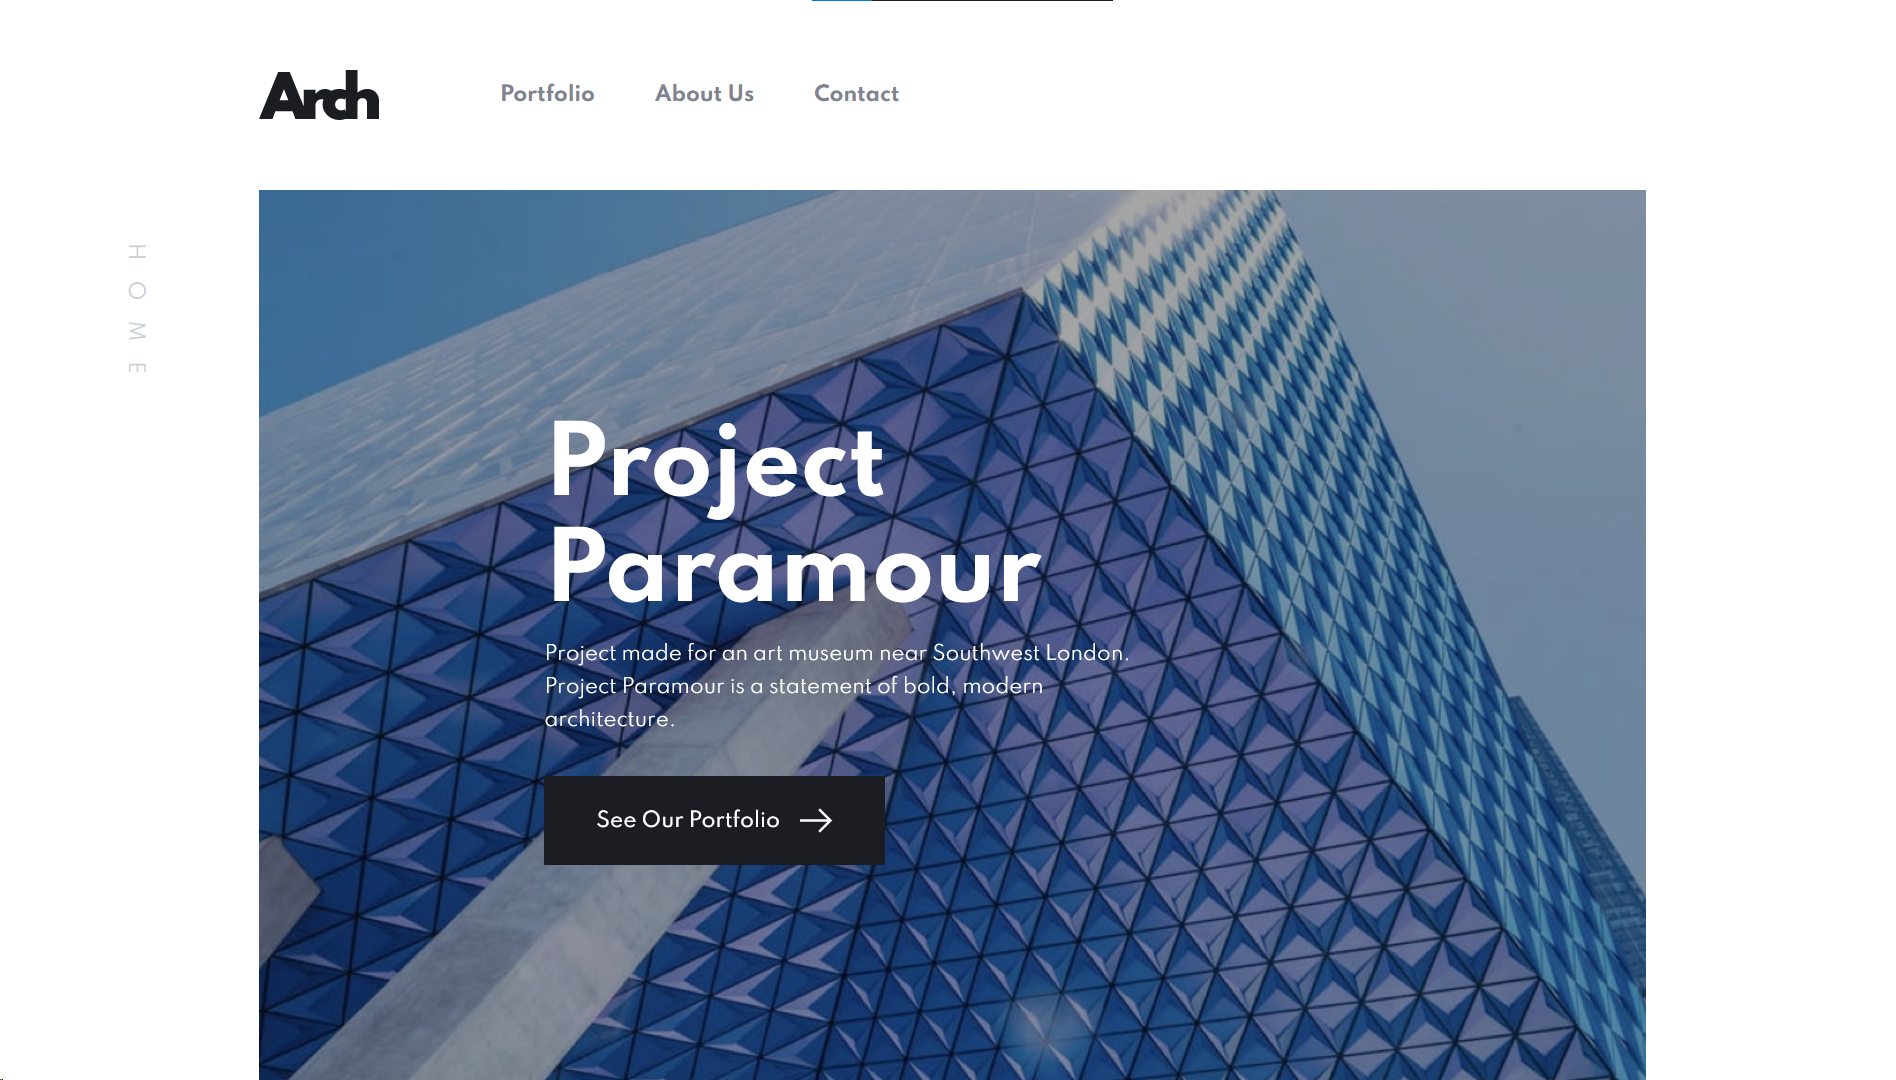 Arch
Portfolio
About Us
Contact
HOME
Project
Paramour
Project made for an art museum near Southwest London.
Project Paramour is a statement of bold, modern
architecture.
See Our Portfolio